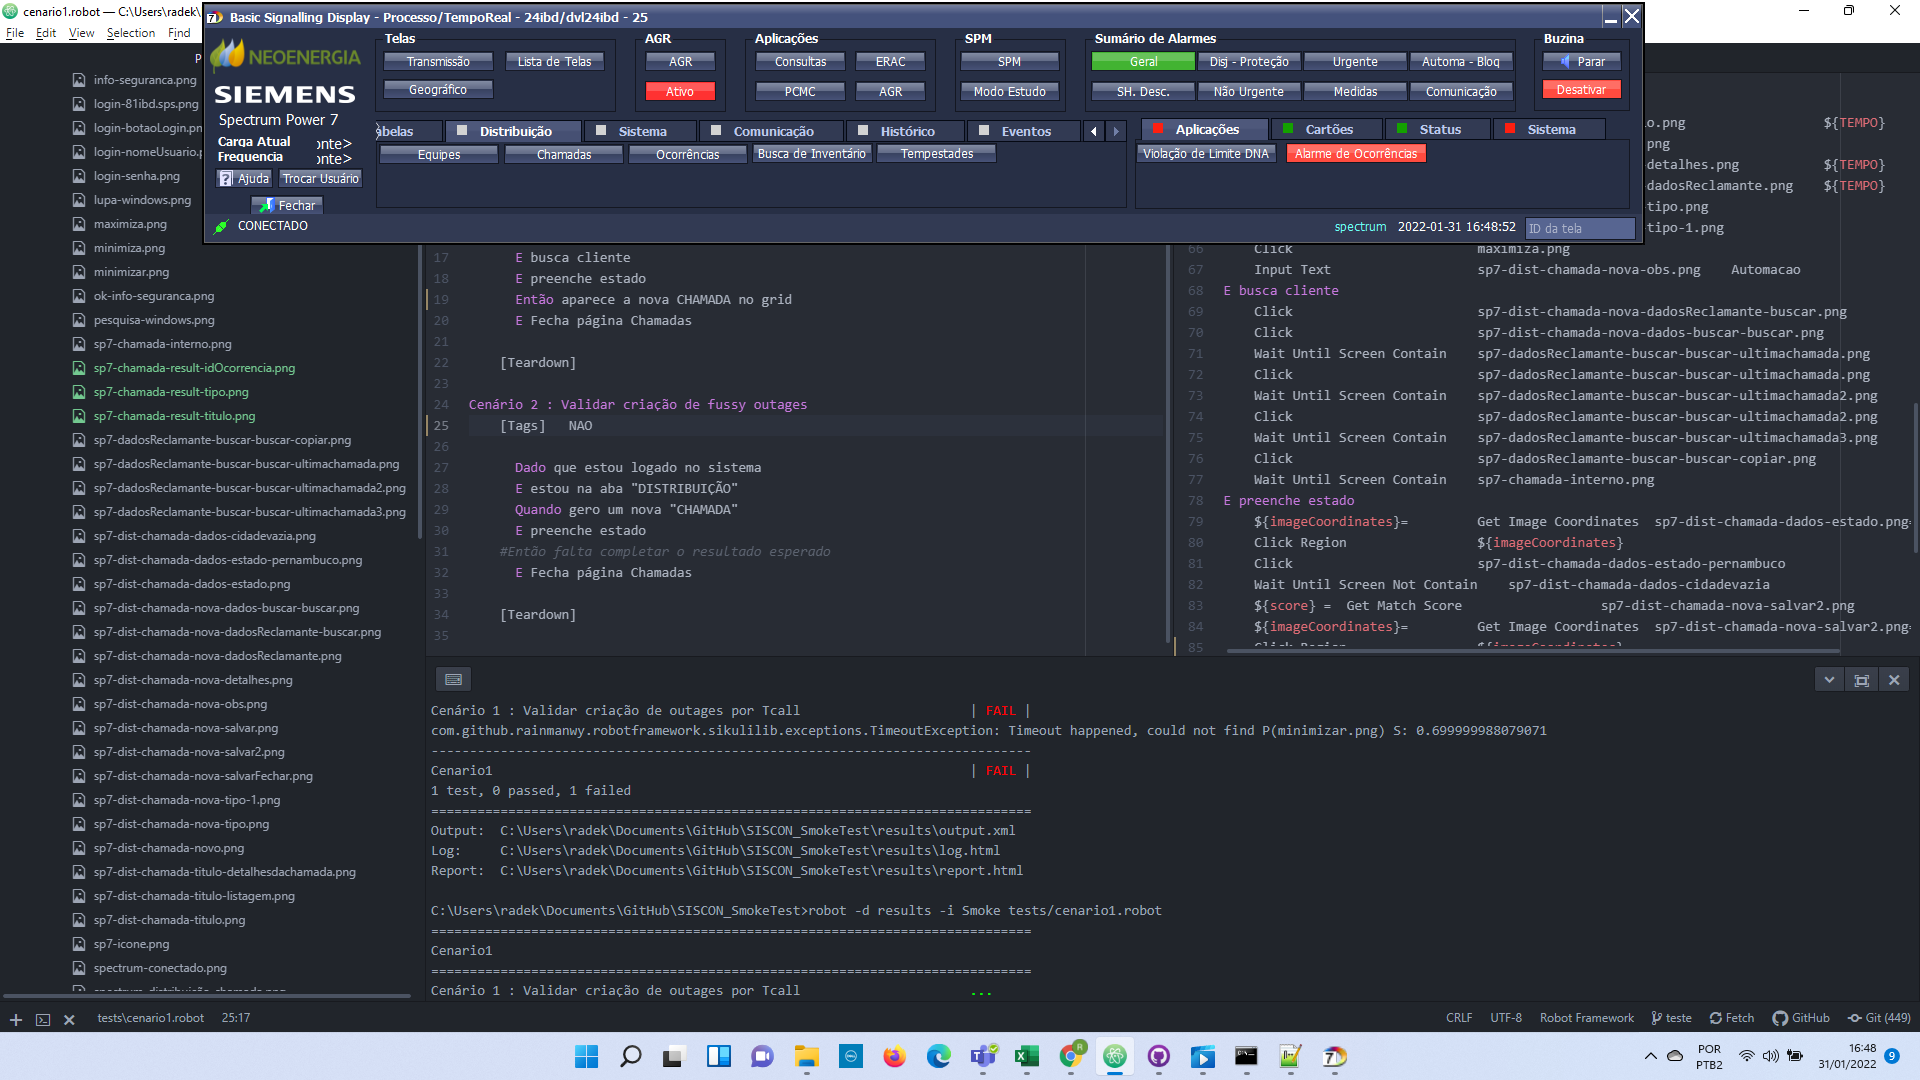 cenario1.robot — C:\Users\radek\
File Edit View Selection Find
Basic Signalling Display - Processo/TempoReal - 24ibd/dvl24ibd - 25
NEOENERGIA
SIEMENS
Spectrum Power 7
Carga Atual onte>
Frequencia onte>
Ajuda Trocar Usuário
Fechar
CONECTADO
Telas
Transmissão Lista de Telas
Geográfico
AGR
AGR
Ativo
Aplicações
Consultas ERAC
PCMC AGR
SPM
SPM
Modo Estudo
Sumário de Alarmes
Geral Disj - Proteção Urgente Automa - Bloq
SH. Desc. Não Urgente Medidas Comunicação
Buzina
Parar
Desativar
abelas Distribuição Sistema Comunicação Histórico Eventos
Equipes Chamadas Ocorrências Busca de Inventário Tempestades
Aplicações Cartões Status Sistema
Violação de Limite DNA Alarme de Ocorrências
spectrum 2022-01-31 16:48:52 ID da tela
P
info-seguranca.png
login-81ibd.sps.png
login-botaoLogin.pn
login-nomeUsuario.p
login-senha.png
lupa-windows.png
maximiza.png
minimiza.png
minimizar.png
ok-info-seguranca.png
pesquisa-windows.png
sp7-chamada-interno.png
sp7-chamada-result-idOcorrencia.png
sp7-chamada-result-tipo.png
sp7-chamada-result-titulo.png
sp7-dadosReclamante-buscar-buscar-copiar.png
sp7-dadosReclamante-buscar-buscar-ultimachamada.png
sp7-dadosReclamante-buscar-buscar-ultimachamada2.png
sp7-dadosReclamante-buscar-buscar-ultimachamada3.png
sp7-dist-chamada-dados-cidadevazia.png
sp7-dist-chamada-dados-estado-pernambuco.png
sp7-dist-chamada-dados-estado.png
sp7-dist-chamada-nova-dados-buscar-buscar.png
sp7-dist-chamada-nova-dadosReclamante-buscar.png
sp7-dist-chamada-nova-dadosReclamante.png
sp7-dist-chamada-nova-detalhes.png
sp7-dist-chamada-nova-obs.png
sp7-dist-chamada-nova-salvar.png
sp7-dist-chamada-nova-salvar2.png
sp7-dist-chamada-nova-salvarFechar.png
sp7-dist-chamada-nova-tipo-1.png
sp7-dist-chamada-nova-tipo.png
sp7-dist-chamada-novo.png
sp7-dist-chamada-titulo-detalhesdachamada.png
sp7-dist-chamada-titulo-listagem.png
sp7-dist-chamada-titulo.png
sp7-icone.png
spectrum-conectado.png
spectrum-distribuição-chamada.png
17 E busca cliente
18 E preenche estado
19 Então aparece a nova CHAMADA no grid
20 E Fecha página Chamadas
21
22 [Teardown]
23
24 Cenário 2 : Validar criação de fussy outages
25 [Tags] NAO
26
27 Dado que estou logado no sistema
28 E estou na aba "DISTRIBUIÇÃO"
29 Quando gero um nova "CHAMADA"
30 E preenche estado
31 #Então falta completar o resultado esperado
32 E Fecha página Chamadas
33
34 [Teardown]
35
o.png ${TEMPO}
png
detalhes.png ${TEMPO}
dadosReclamante.png ${TEMPO}
tipo.png
tipo-1.png
66 Click maximiza.png
67 Input Text sp7-dist-chamada-nova-obs.png Automacao
68 E busca cliente
69 Click sp7-dist-chamada-nova-dadosReclamante-buscar.png
70 Click sp7-dist-chamada-nova-dados-buscar-buscar.png
71 Wait Until Screen Contain sp7-dadosReclamante-buscar-buscar-ultimachamada.png
72 Click sp7-dadosReclamante-buscar-buscar-ultimachamada.png
73 Wait Until Screen Contain sp7-dadosReclamante-buscar-buscar-ultimachamada2.png
74 Click sp7-dadosReclamante-buscar-buscar-ultimachamada2.png
75 Wait Until Screen Contain sp7-dadosReclamante-buscar-buscar-ultimachamada3.png
76 Click sp7-dadosReclamante-buscar-buscar-copiar.png
77 Wait Until Screen Contain sp7-chamada-interno.png
78 E preenche estado
79 ${imageCoordinates}= Get Image Coordinates sp7-dist-chamada-dados-estado.png=
80 Click Region ${imageCoordinates}
81 Click sp7-dist-chamada-dados-estado-pernambuco
82 Wait Until Screen Not Contain sp7-dist-chamada-dados-cidadevazia
83 ${score} = Get Match Score sp7-dist-chamada-nova-salvar2.png
84 ${imageCoordinates}= Get Image Coordinates sp7-dist-chamada-nova-salvar2.png=
85 Click Region ${imageCoordinates}
Cenário 1 : Validar criação de outages por Tcall | FAIL |
com.github.rainmanwy.robotframework.sikulilib.exceptions.TimeoutException: Timeout happened, could not find P(minimizar.png) S: 0.699999988079071
------------------------------------------------------------------------------
Cenario1 | FAIL |
1 test, 0 passed, 1 failed
==============================================================================
Output: C:\Users\radek\Documents\GitHub\SISCON_SmokeTest\results\output.xml
Log: C:\Users\radek\Documents\GitHub\SISCON_SmokeTest\results\log.html
Report: C:\Users\radek\Documents\GitHub\SISCON_SmokeTest\results\report.html
C:\Users\radek\Documents\GitHub\SISCON_SmokeTest>robot -d results -i Smoke tests/cenario1.robot
==============================================================================
Cenario1
==============================================================================
Cenário 1 : Validar criação de outages por Tcall ...
tests\cenario1.robot 25:17 CRLF UTF-8 Robot Framework teste Fetch GitHub Git (449)
POR
PTB2
16:48
31/01/2022
9